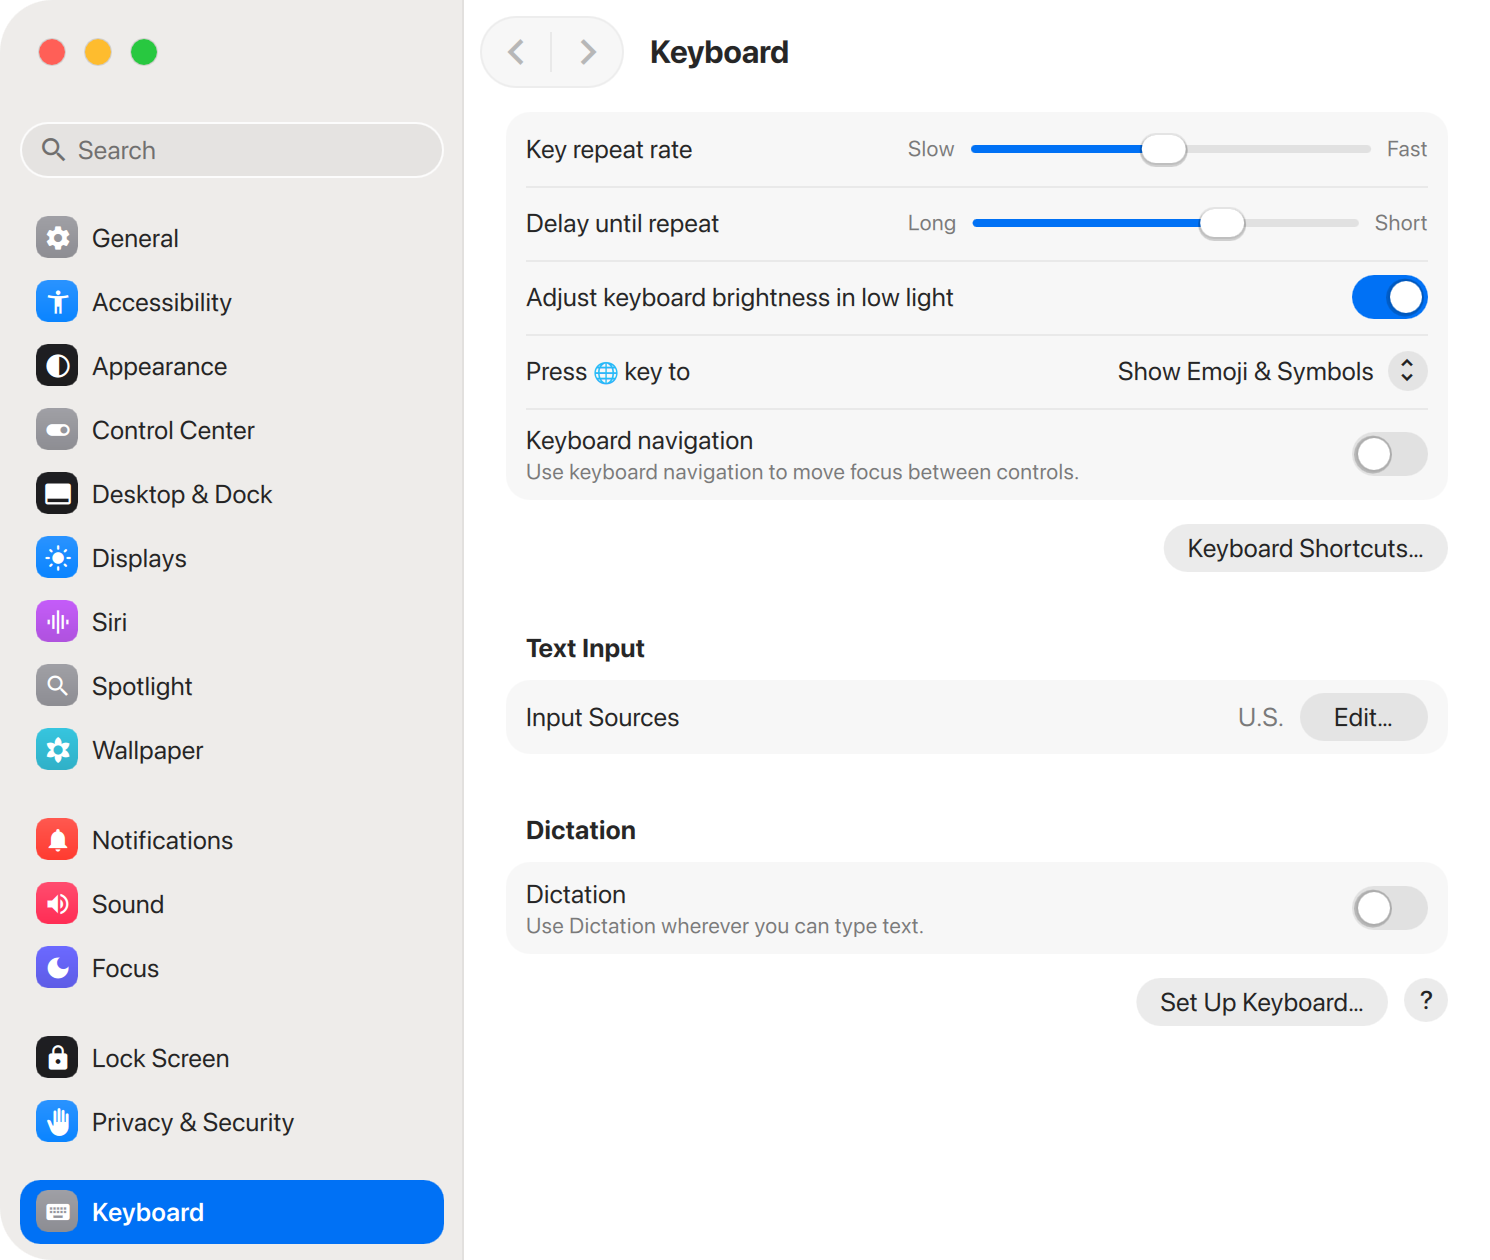 Keyboard
Search
General
Accessibility
Appearance
Control Center
Desktop & Dock
Displays
Siri
Spotlight
Wallpaper
Notifications
Sound
Focus
Lock Screen
Privacy & Security
Keyboard
Key repeat rate Slow Fast
Delay until repeat Long Short
Adjust keyboard brightness in low light
Press 🌐 key to Show Emoji & Symbols
Keyboard navigation
Use keyboard navigation to move focus between controls.
Keyboard Shortcuts...
Text Input
Input Sources U.S. Edit...
Dictation
Dictation
Use Dictation wherever you can type text.
Set Up Keyboard... ?